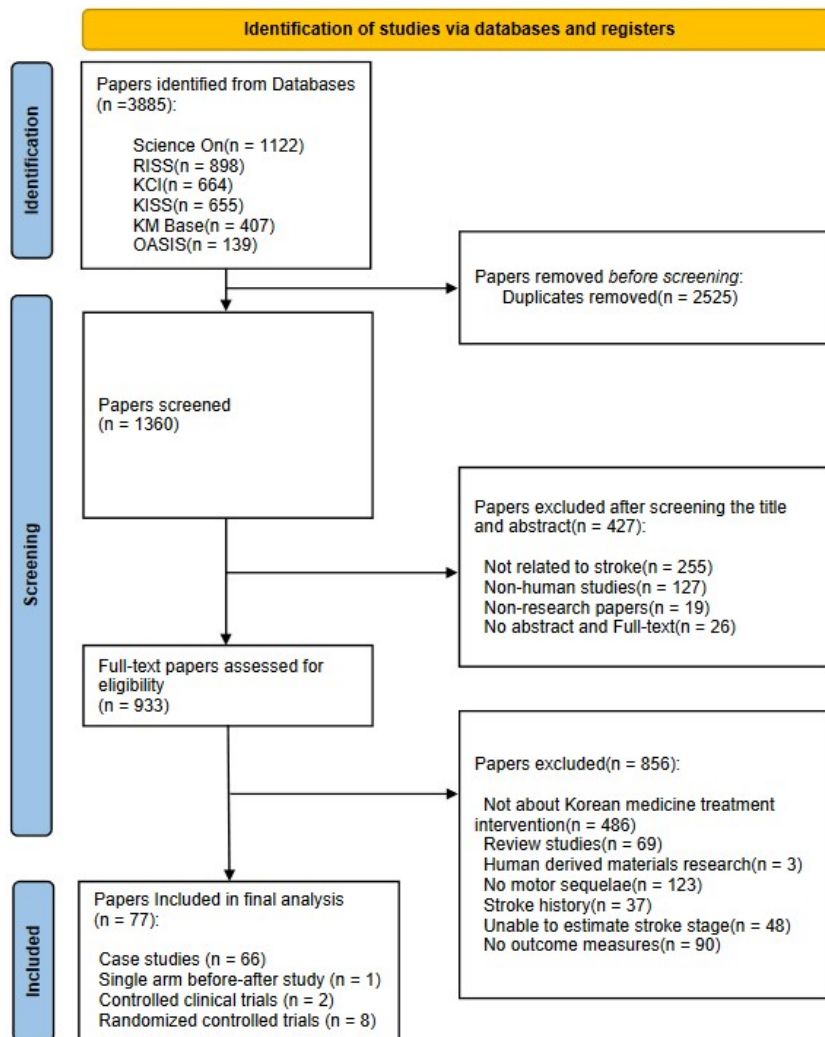 Identification of studies via databases and registers
Identification
Papers identified from Databases
(n =3885):
Science On(n = 1122)
RISS(n = 898)
KCI(n = 664)
KISS(n = 655)
KM Base(n = 407)
OASIS(n = 139)
Papers removed before screening:
Duplicates removed(n = 2525)
Screening
Papers screened
(n = 1360)
Papers excluded after screening the title
and abstract(n = 427):
Not related to stroke(n = 255)
Non-human studies(n = 127)
Non-research papers(n = 19)
No abstract and Full-text(n = 26)
Full-text papers assessed for
eligibility
(n = 933)
Papers excluded(n = 856):
Not about Korean medicine treatment
intervention(n = 486)
Review studies(n = 69)
Human derived materials research(n = 3)
No motor sequelae(n = 123)
Stroke history(n = 37)
Unable to estimate stroke stage(n = 48)
No outcome measures(n = 90)
Included
Papers Included in final analysis
(n = 77):
Case studies (n = 66)
Single arm before-after study (n = 1)
Controlled clinical trials (n = 2)
Randomized controlled trials (n = 8)